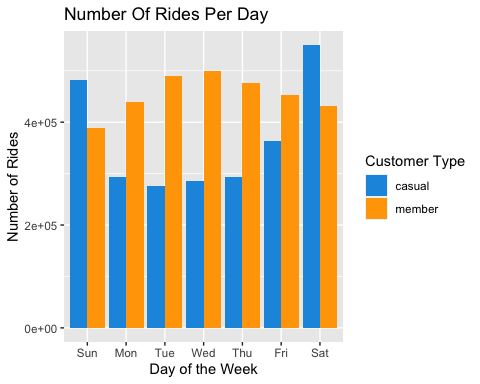 Number Of Rides Per Day
Number of Rides
4e+05
2e+05
0e+00
Sun Mon Tue Wed Thu Fri Sat
Day of the Week
Customer Type
casual
member